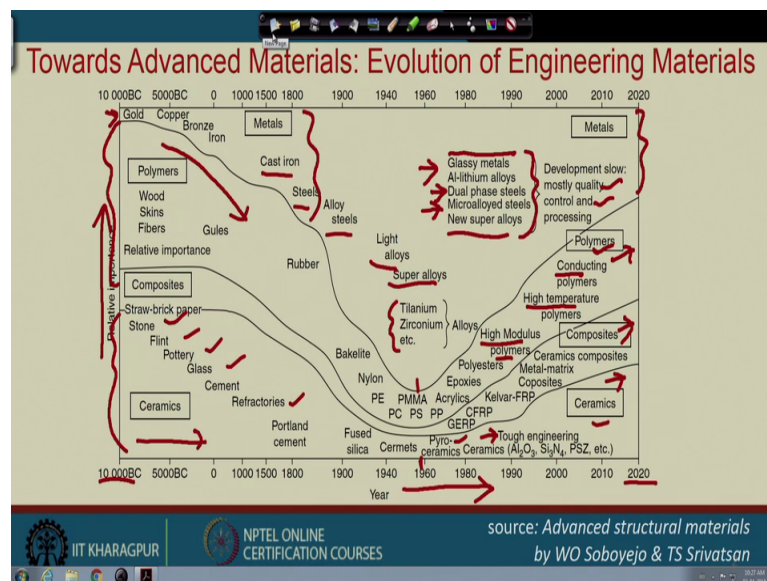 New Page
Towards Advanced Materials: Evolution of Engineering Materials
10 000BC 5000BC 0 1000 1500 1800 1900 1940 1960 1980 1990 2000 2010 2020
Gold Copper
Bronze
Iron
Metals
Metals
Cast iron
Steels
Alloy
steels
Glassy metals
Al-lithium alloys
Dual phase steels
Microalloyed steels
New super alloys
Development slow:
mostly quality
control and
processing
Polymers
Wood
Skins
Fibers
Gules
Relative importance
Rubber
Light
alloys
Super alloys
Polymers
Conducting
polymers
High temperature
polymers
Relative importance
Composites
Straw-brick paper
Stone
Flint
Pottery
Glass
Cement
Refractories
Portland
cement
Tilanium
Zirconium
etc.
Alloys
High Modulus
polymers
Composites
Ceramics composites
Bakelite
Nylon
PE PMMA Acrylics
PC PS PP
Polyesters
Epoxies
Metal-matrix
Coposites
Kelvar-FRP
CFRP
GERP
Ceramics
Ceramics
Fused
silica
Cermets
Pyro-
ceramics
Tough engineering
Ceramics (Al2O3, Si3N4, PSZ, etc.)
10 000BC 5000BC 0 1000 1500 1800 1900 1940 1960 1980 1990 2000 2010 2020
Year
IIT KHARAGPUR
NPTEL ONLINE
CERTIFICATION COURSES
source: Advanced structural materials
by WO Soboyejo & TS Srivatsan